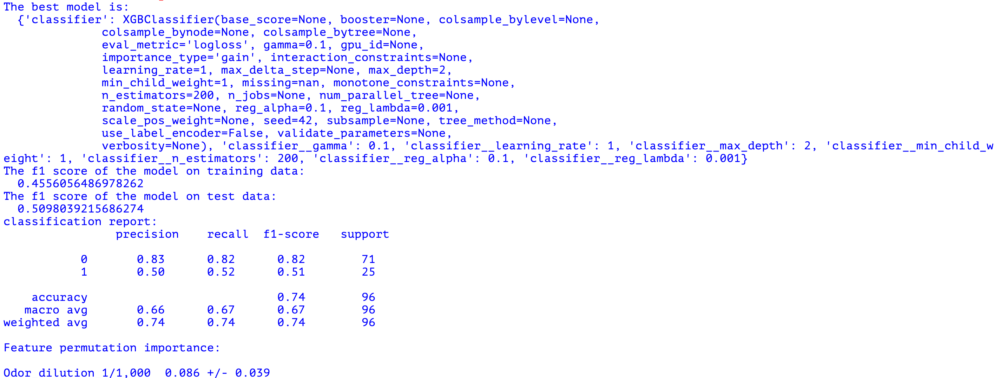 The best model is:
{'classifier': XGBClassifier(base_score=None, booster=None, colsample_bylevel=None,
colsample_bynode=None, colsample_bytree=None,
eval_metric='logloss', gamma=0.1, gpu_id=None,
importance_type='gain', interaction_constraints=None,
learning_rate=1, max_delta_step=None, max_depth=2,
min_child_weight=1, missing=nan, monotone_constraints=None,
n_estimators=200, n_jobs=None, num_parallel_tree=None,
random_state=None, reg_alpha=0.1, reg_lambda=0.001,
scale_pos_weight=None, seed=42, subsample=None, tree_method=None,
use_label_encoder=False, validate_parameters=None,
verbosity=None), 'classifier__gamma': 0.1, 'classifier__learning_rate': 1, 'classifier__max_depth': 2, 'classifier__min_child_w
eight': 1, 'classifier__n_estimators': 200, 'classifier__reg_alpha': 0.1, 'classifier__reg_lambda': 0.001}
The f1 score of the model on training data:
0.4556056486978262
The f1 score of the model on test data:
0.5098039215686274
classification report:
precision recall f1-score support
0 0.83 0.82 0.82 71
1 0.50 0.52 0.51 25
accuracy 0.74 96
macro avg 0.66 0.67 0.67 96
weighted avg 0.74 0.74 0.74 96
Feature permutation importance:
Odor_dilution_1/1,000 0.086 +/- 0.039